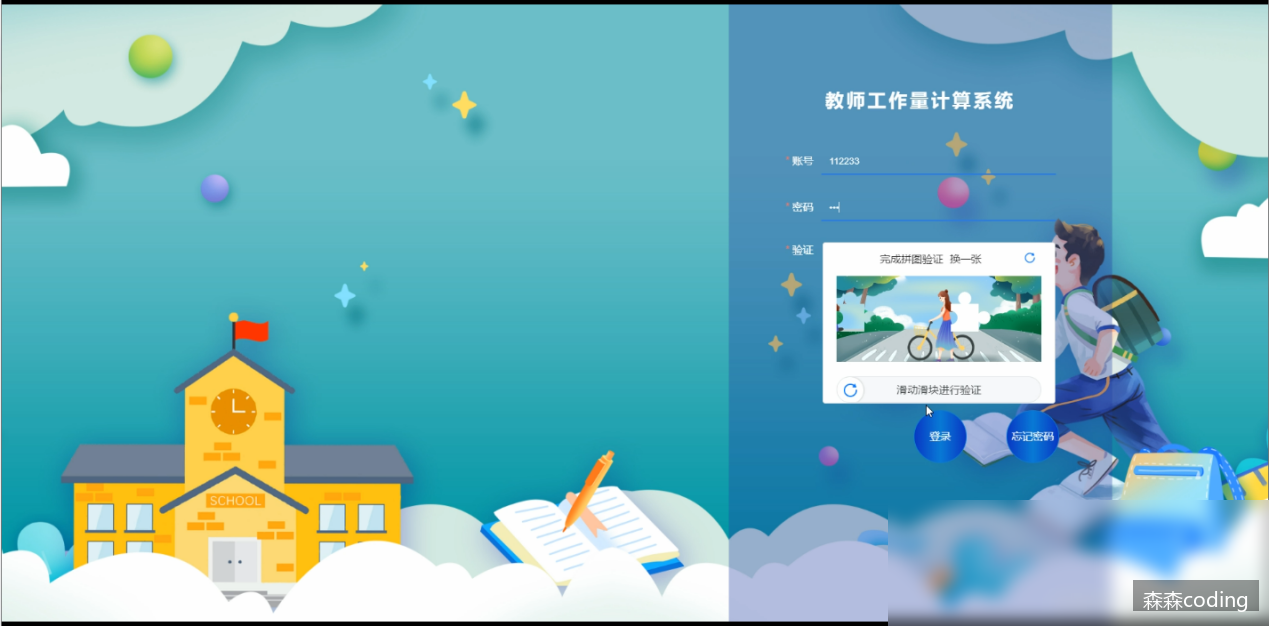 教师工作量计算系统
* 账号 112233
* 密码
* 验证
完成拼图验证 换一张
滑动滑块进行验证
登录 忘记密码
SCHOOL
森森coding